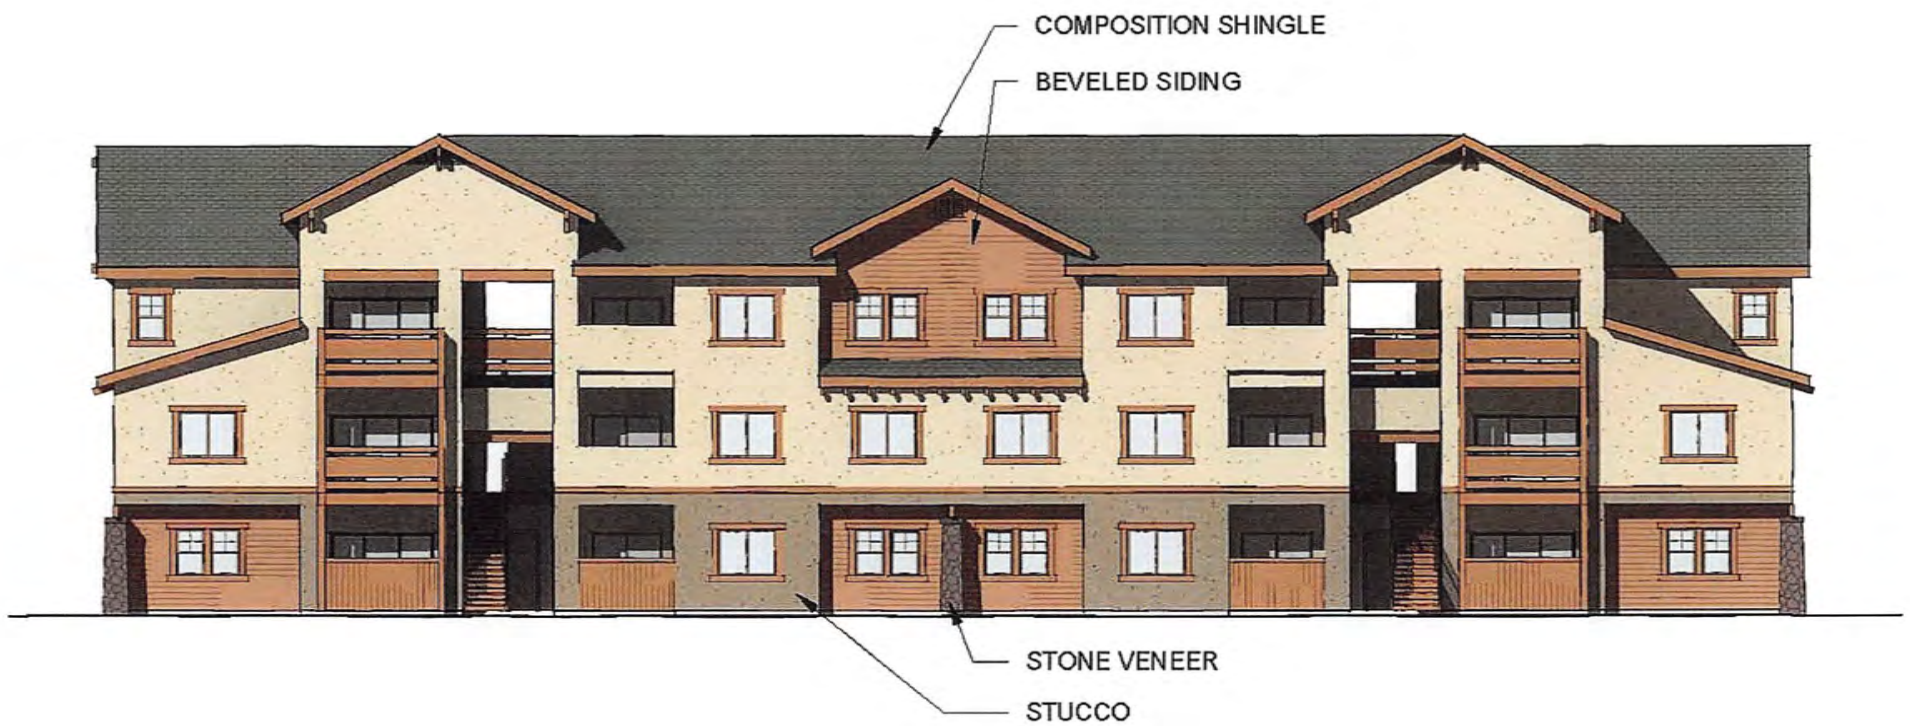 COMPOSITION SHINGLE
BEVELED SIDING
STONE VENEER
STUCCO